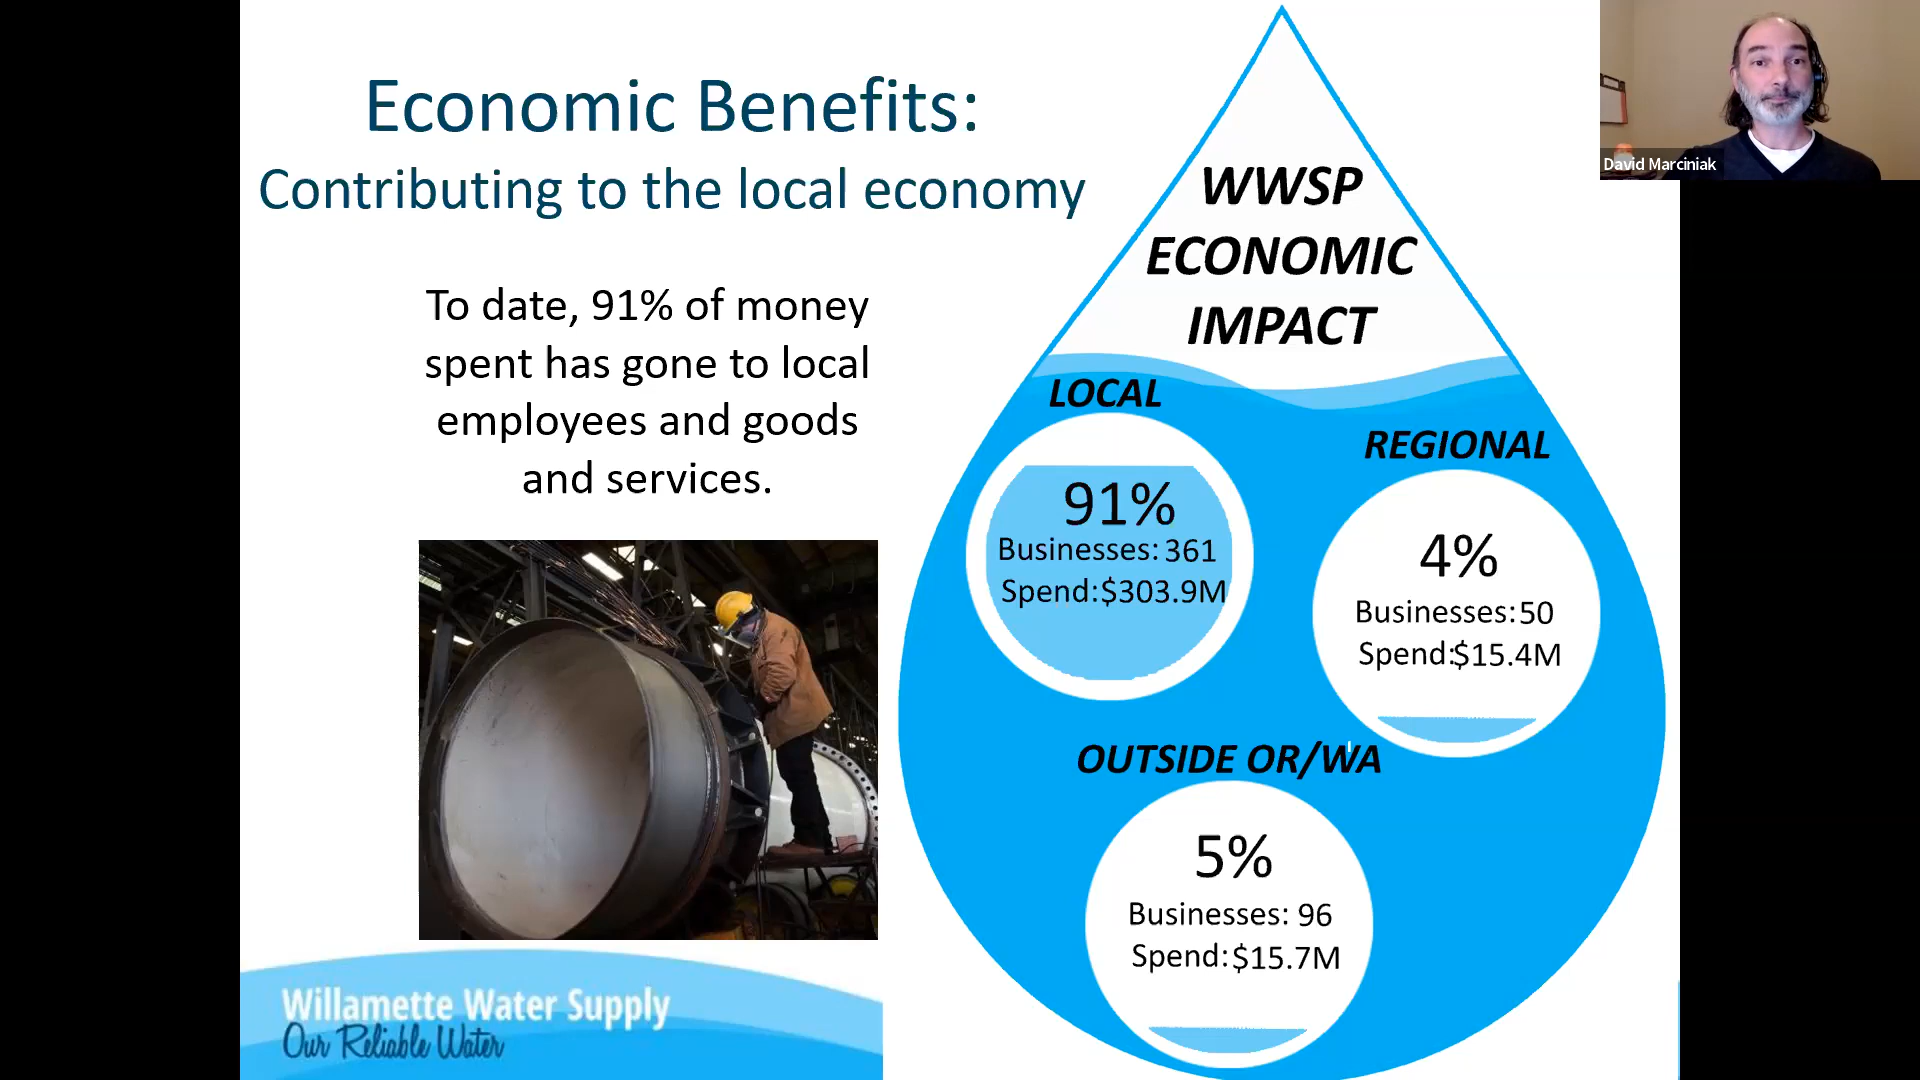 Economic Benefits:
Contributing to the local economy
To date, 91% of money
spent has gone to local
employees and goods
and services.
WWSP
ECONOMIC
IMPACT
LOCAL
91%
Businesses: 361
Spend:$303.9M
REGIONAL
4%
Businesses: 50
Spend:$15.4M
OUTSIDE OR/WA
5%
Businesses: 96
Spend:$15.7M
Willamette Water Supply
Our Reliable Water
David Marciniak